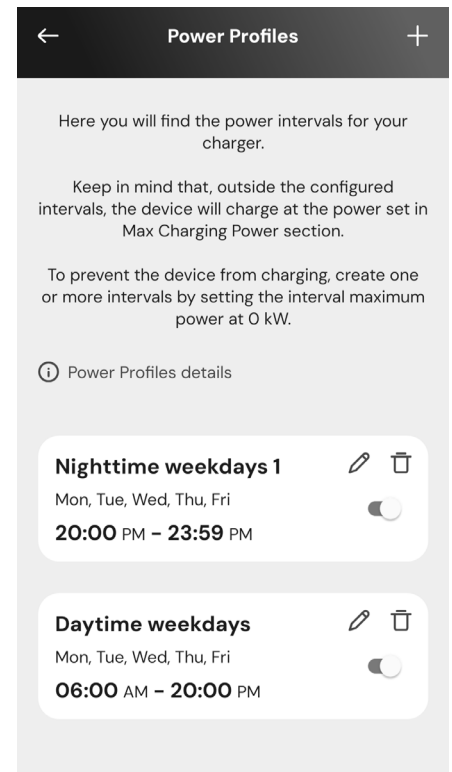 Power Profiles
Here you will find the power intervals for your
charger.
Keep in mind that, outside the configured
intervals, the device will charge at the power set in
Max Charging Power section.
To prevent the device from charging, create one
or more intervals by setting the interval maximum
power at 0 kW.
Power Profiles details
Nighttime weekdays 1
Mon, Tue, Wed, Thu, Fri
20:00 PM – 23:59 PM
Daytime weekdays
Mon, Tue, Wed, Thu, Fri
06:00 AM – 20:00 PM